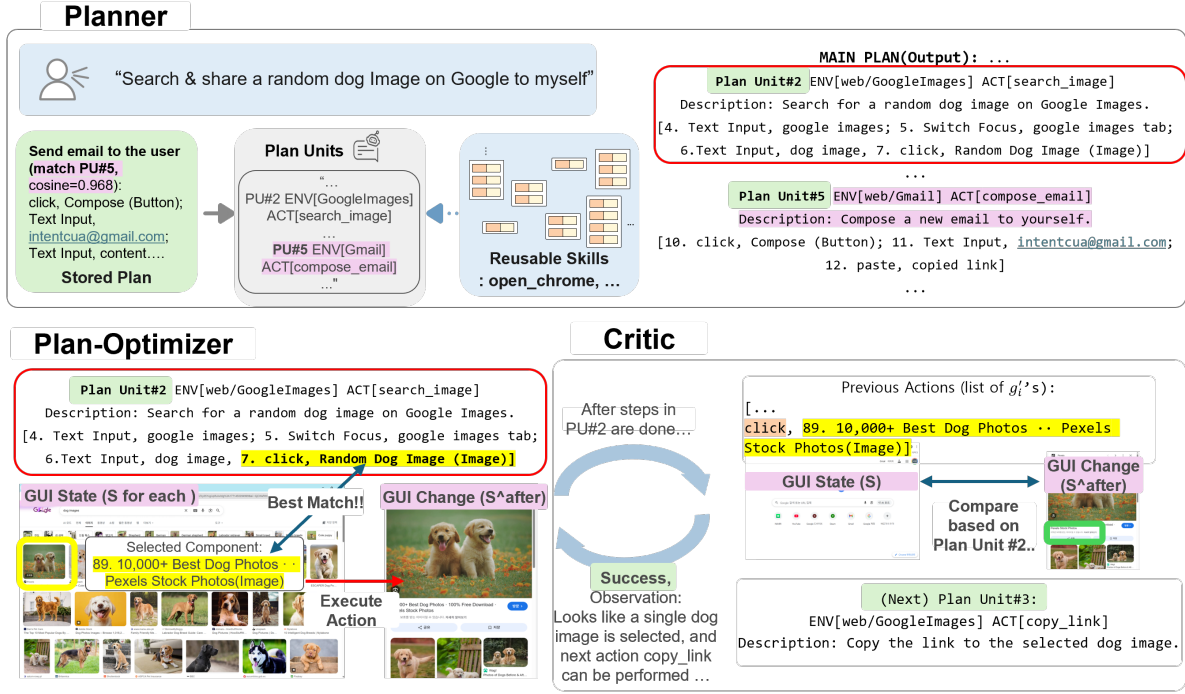 Planner
“Search & share a random dog Image on Google to myself”
Send email to the user
(match PU#5,
cosine=0.968):
click, Compose (Button);
Text Input,
intentcua@gmail.com;
Text Input, content….
Stored Plan
Plan Units
“...
PU#2 ENV[GoogleImages]
ACT[search_image]
...
PU#5 ENV[Gmail]
ACT[compose_email]
...”
Reusable Skills
: open_chrome, …
MAIN PLAN(Output): ...
Plan Unit#2 ENV[web/GoogleImages] ACT[search_image]
Description: Search for a random dog image on Google Images.
[4. Text Input, google images; 5. Switch Focus, google images tab;
6.Text Input, dog image, 7. click, Random Dog Image (Image)]
...
Plan Unit#5 ENV[web/Gmail] ACT[compose_email]
Description: Compose a new email to yourself.
[10. click, Compose (Button); 11. Text Input, intentcua@gmail.com;
12. paste, copied link]
...
Plan-Optimizer
Plan Unit#2 ENV[web/GoogleImages] ACT[search_image]
Description: Search for a random dog image on Google Images.
[4. Text Input, google images; 5. Switch Focus, google images tab;
6.Text Input, dog image, 7. click, Random Dog Image (Image)]
GUI State (S for each )
Best Match!!
GUI Change (S^after)
Google
Selected Component:
89. 10,000+ Best Dog Photos · ·
Pexels Stock Photos(Image)
Execute
Action
Critic
After steps in
PU#2 are done…
Success,
Observation:
Looks like a single dog
image is selected, and
next action copy_link
can be performed …
Previous Actions (list of g′i's):
[...
click, 89. 10,000+ Best Dog Photos ·· Pexels
Stock Photos(Image)]
GUI State (S)
GUI Change
(S^after)
Compare
based on
Plan Unit #2..
(Next) Plan Unit#3:
ENV[web/GoogleImages] ACT[copy_link]
Description: Copy the link to the selected dog image.